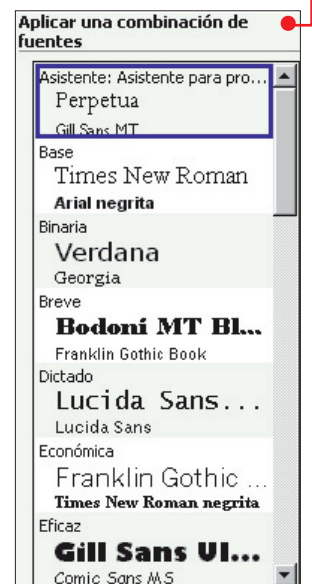 Aplicar una combinación de
fuentes
Asistente: Asistente para pro...
Perpetua
Gill Sans MT
Base
Times New Roman
Arial negrita
Binaria
Verdana
Georgia
Breve
Bodoni MT Bl...
Franklin Gothic Book
Dictado
Lucida Sans...
Lucida Sans
Económica
Franklin Gothic ...
Times New Roman negrita
Eficaz
Gill Sans Ul...
Comic Sans MS